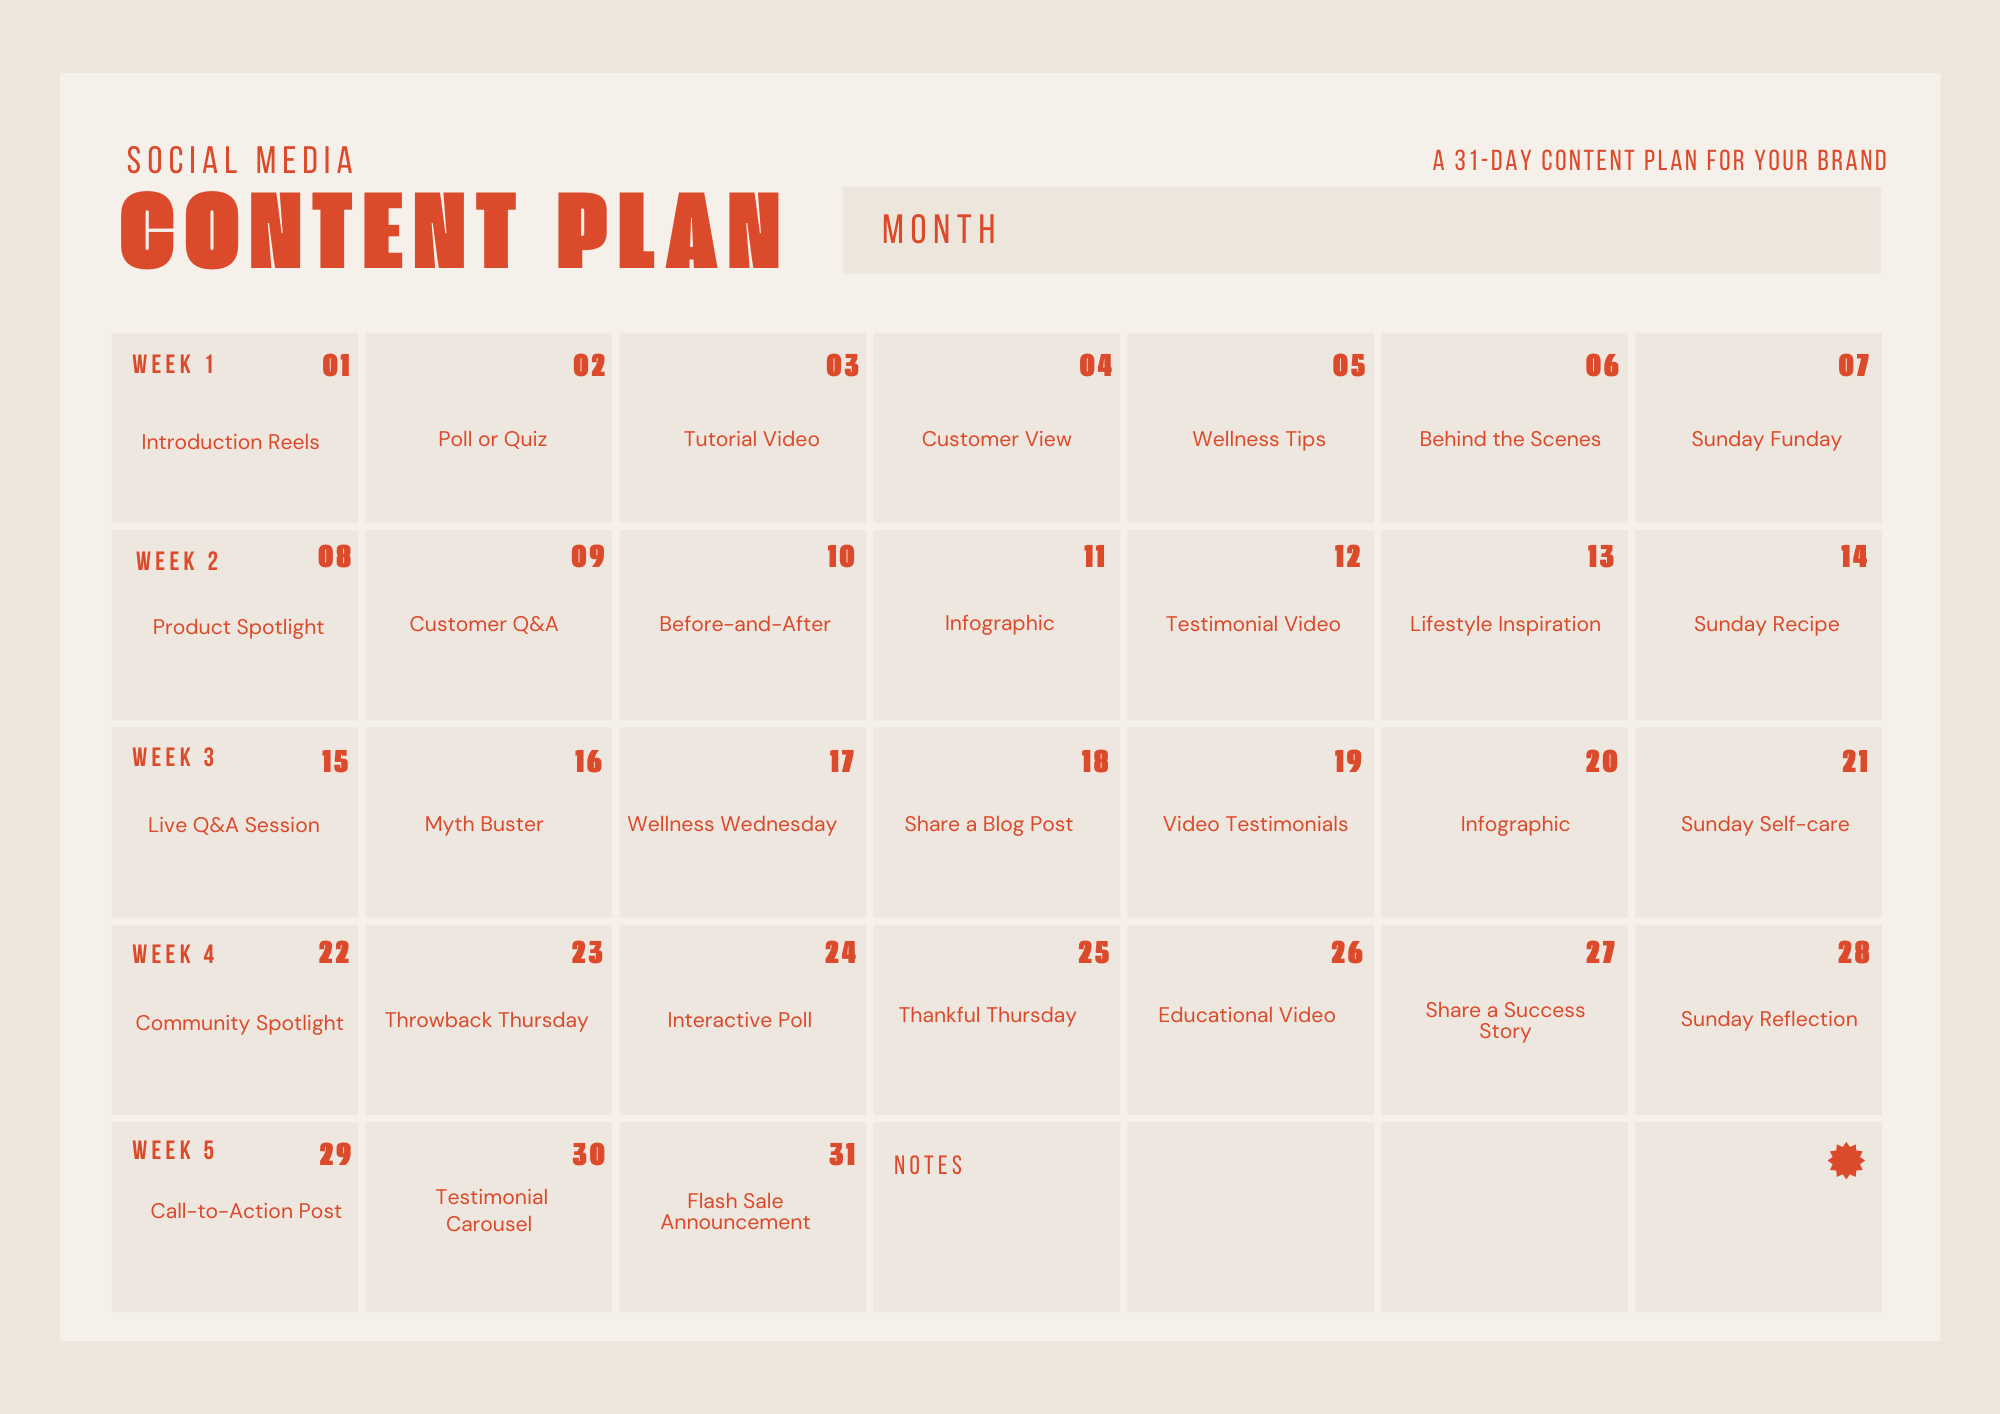 SOCIAL MEDIA
CONTENT PLAN
A 31-DAY CONTENT PLAN FOR YOUR BRAND
MONTH
WEEK 1
01
Introduction Reels
02
Poll or Quiz
03
Tutorial Video
04
Customer View
05
Wellness Tips
06
Behind the Scenes
07
Sunday Funday
WEEK 2
08
Product Spotlight
09
Customer Q&A
10
Before-and-After
11
Infographic
12
Testimonial Video
13
Lifestyle Inspiration
14
Sunday Recipe
WEEK 3
15
Live Q&A Session
16
Myth Buster
17
Wellness Wednesday
18
Share a Blog Post
19
Video Testimonials
20
Infographic
21
Sunday Self-care
WEEK 4
22
Community Spotlight
23
Throwback Thursday
24
Interactive Poll
25
Thankful Thursday
26
Educational Video
27
Share a Success
Story
28
Sunday Reflection
WEEK 5
29
Call-to-Action Post
30
Testimonial
Carousel
31
Flash Sale
Announcement
NOTES